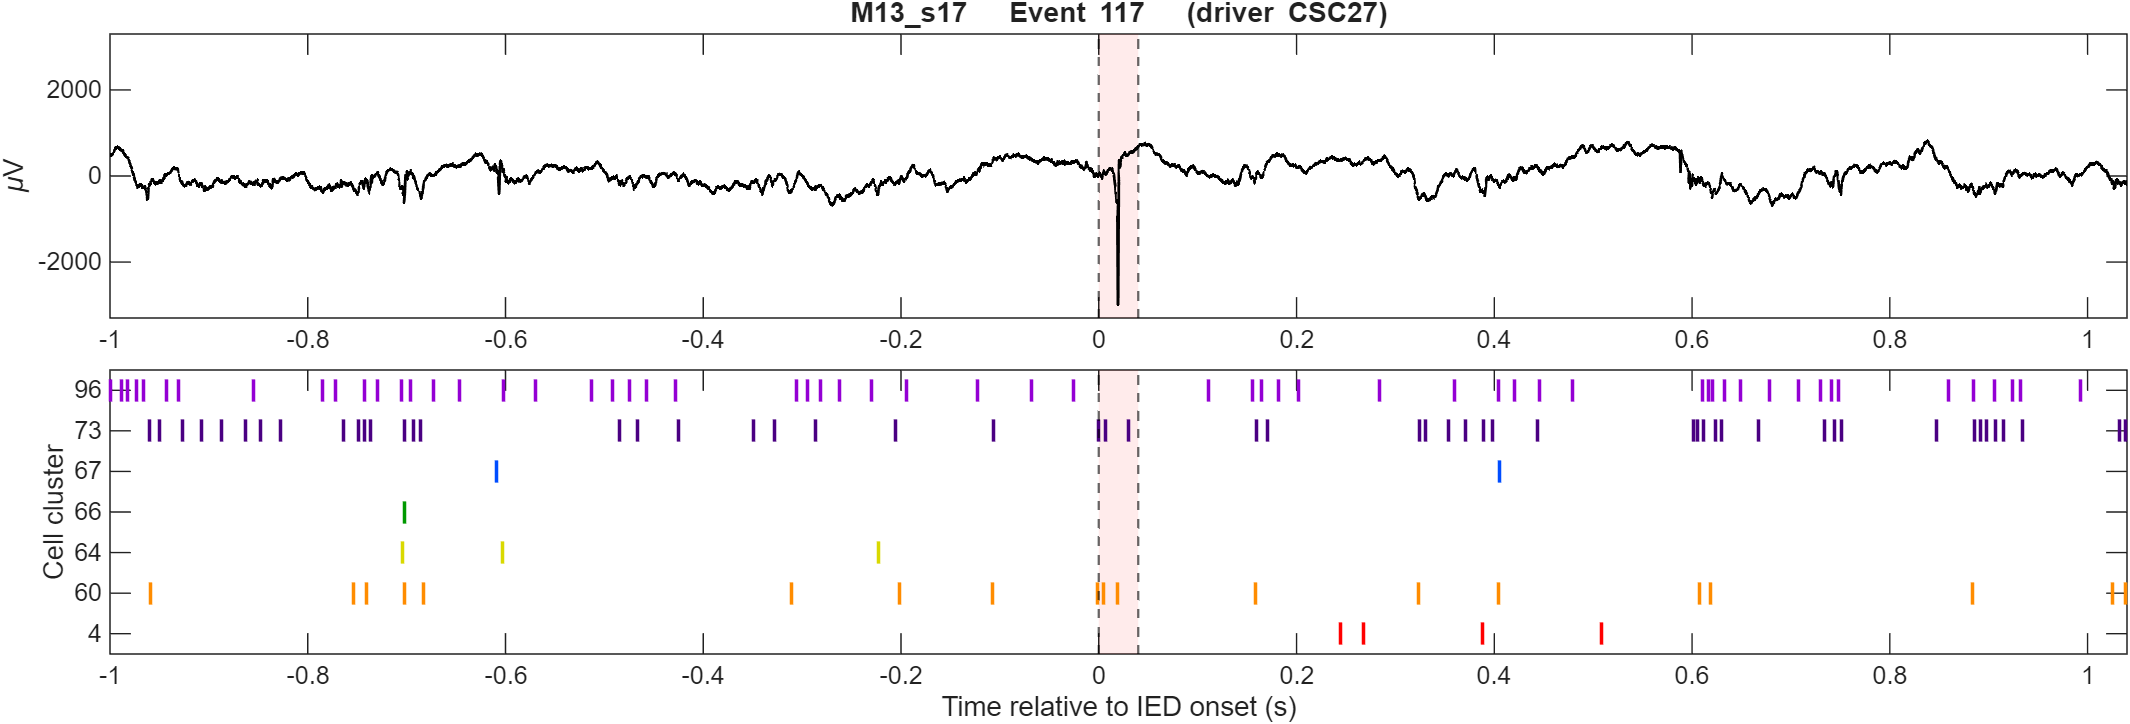 M13_s17 Event 117 (driver CSC27)
µV
2000
0
-2000
-1 -0.8 -0.6 -0.4 -0.2 0 0.2 0.4 0.6 0.8 1
Cell cluster
96
73
67
66
64
60
4
-1 -0.8 -0.6 -0.4 -0.2 0 0.2 0.4 0.6 0.8 1
Time relative to IED onset (s)